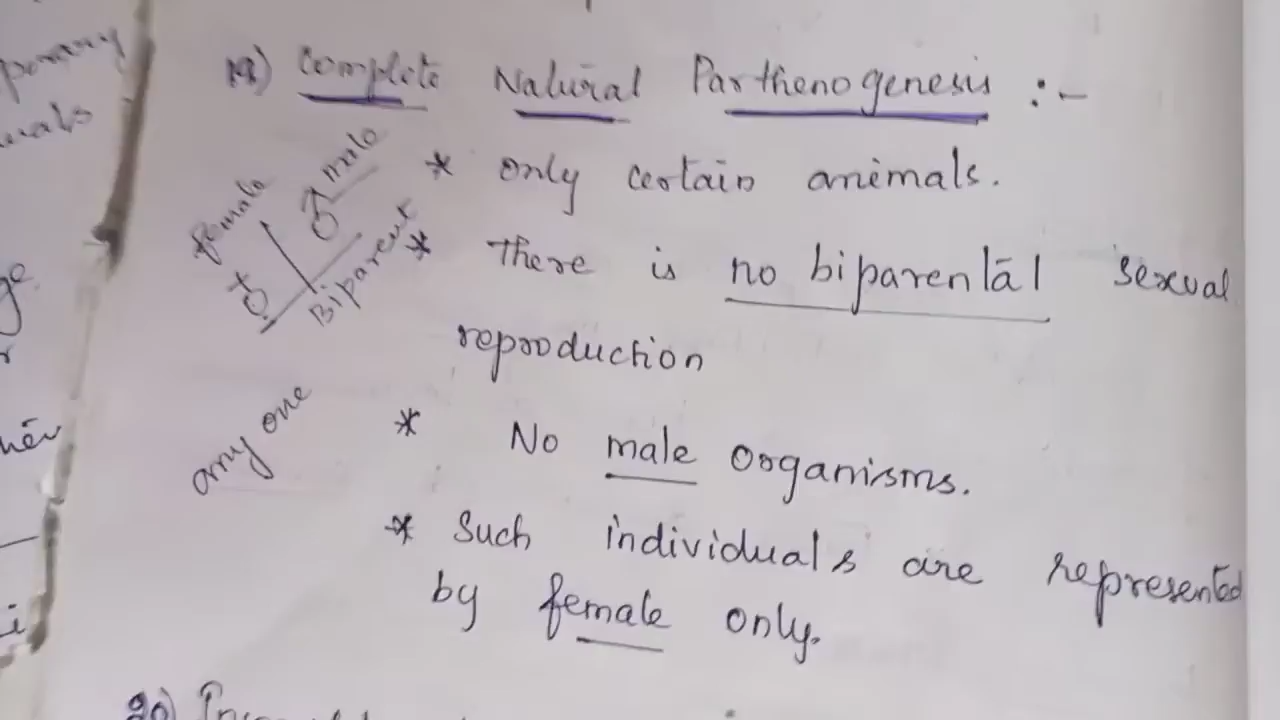 19) Complete Natural Parthenogenesis :-
* only certain animals.
female
♂ male
♀
Biparent
* There is no biparental sexual
reproduction
any one
* No male organisms.
* Such individuals are represented
by female only.
20)